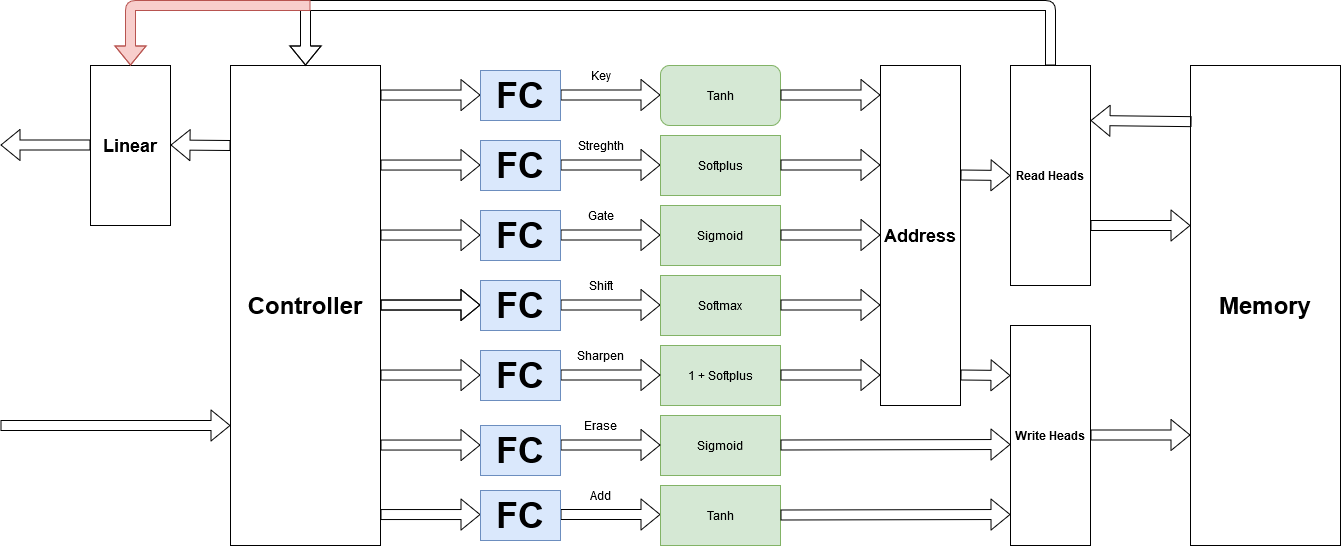 Linear
Controller
FC
Key
Tanh
FC
Streghth
Softplus
FC
Gate
Sigmoid
FC
Shift
Softmax
FC
Sharpen
1 + Softplus
FC
Erase
Sigmoid
FC
Add
Tanh
Address
Read Heads
Write Heads
Memory